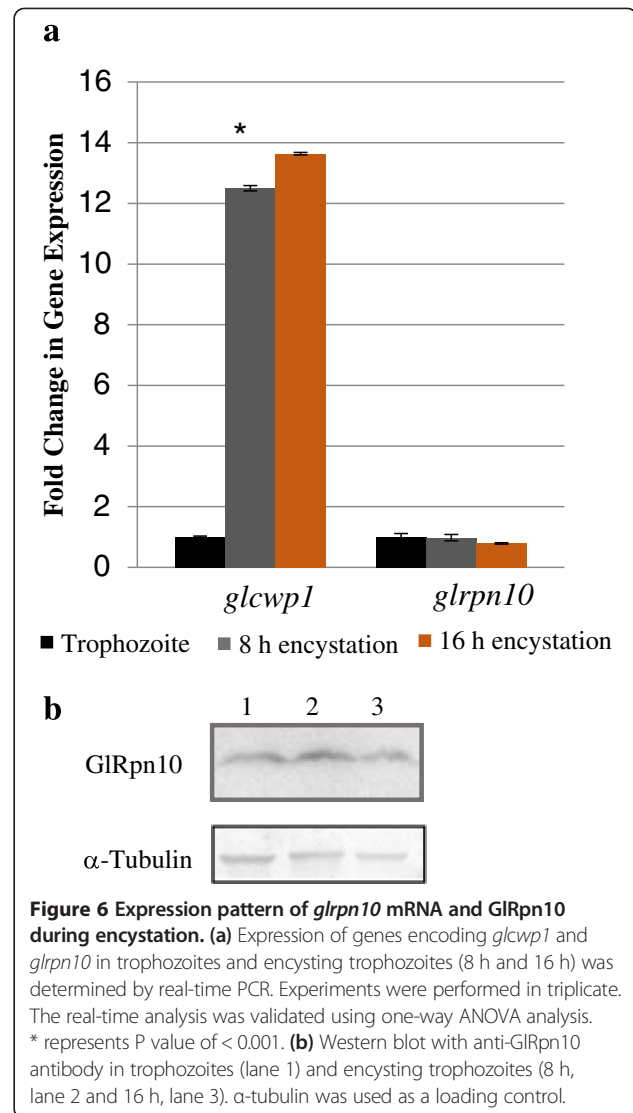 a
16
14
12
10
8
6
4
2
0
Fold Change in Gene Expression
*
glcwp1 glrpn10
■ Trophozoite ■ 8 h encystation ■ 16 h encystation
b
1 2 3
GlRpn10
α-Tubulin
Figure 6 Expression pattern of glrpn10 mRNA and GlRpn10
during encystation. (a) Expression of genes encoding glcwp1 and
glrpn10 in trophozoites and encysting trophozoites (8 h and 16 h) was
determined by real-time PCR. Experiments were performed in triplicate.
The real-time analysis was validated using one-way ANOVA analysis.
* represents P value of < 0.001. (b) Western blot with anti-GlRpn10
antibody in trophozoites (lane 1) and encysting trophozoites (8 h,
lane 2 and 16 h, lane 3). α-tubulin was used as a loading control.